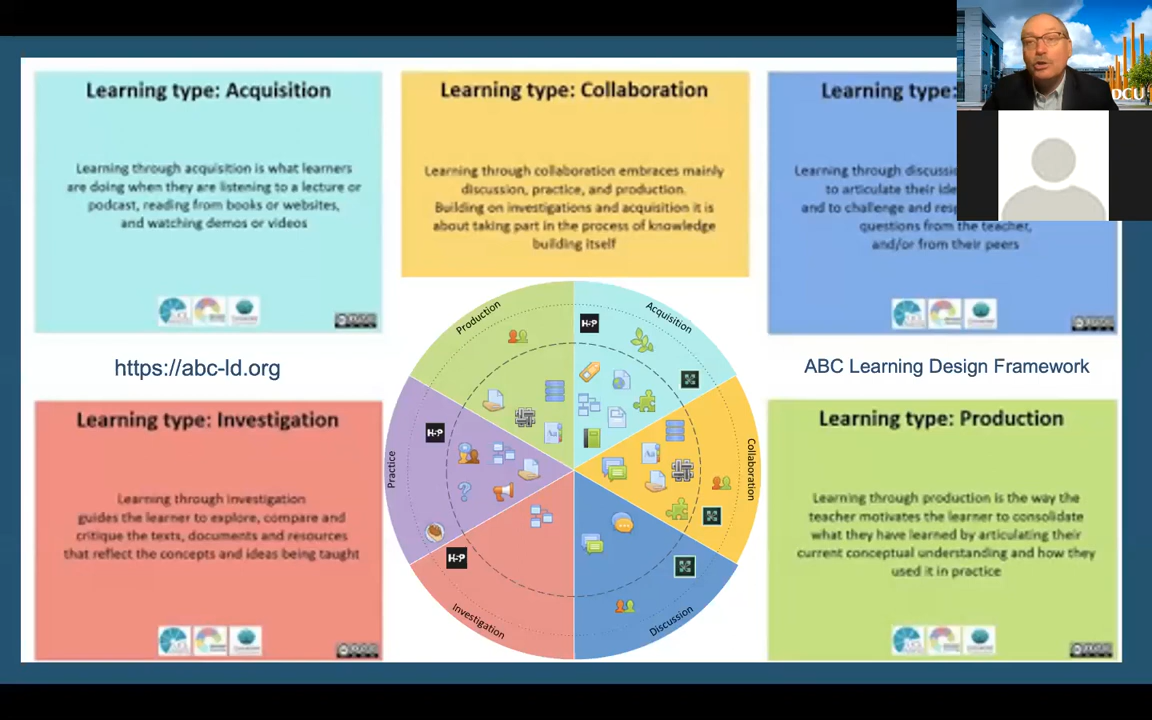 Learning type: Acquisition
Learning through acquisition is what learners
are doing when they are listening to a lecture or
podcast, reading from books or websites,
and watching demos or videos
Learning type: Collaboration
Learning through collaboration embraces mainly
discussion, practice, and production.
Building on investigations and acquisition it is
about taking part in the process of knowledge
building itself
Learning type:
Learning through
to articulate their
and to challenge and
questions from the teacher,
and/or from their peers
DCU
https://abc-ld.org
ABC Learning Design Framework
Production
Acquisition
Practice
Collaboration
Investigation
Discussion
H-P
H-P
H-P
Aa
Aa
?
Learning type: Investigation
Learning through investigation
guides the learner to explore, compare and
critique the texts, documents and resources
that reflect the concepts and ideas being taught
Learning type: Production
Learning through production is the way the
teacher motivates the learner to consolidate
what they have learned by articulating their
current conceptual understanding and how they
used it in practice